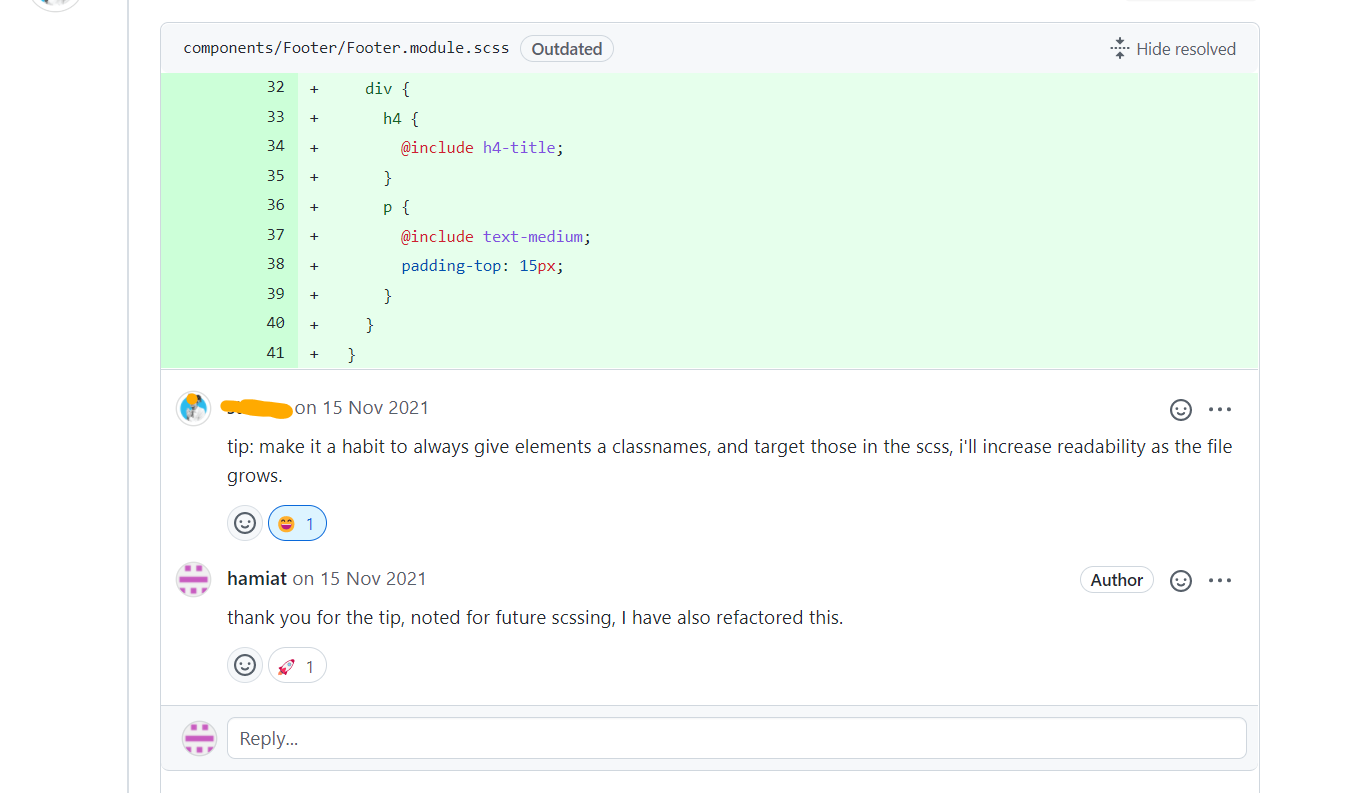 components/Footer/Footer.module.scss Outdated Hide resolved
32 + div {
33 + h4 {
34 + @include h4-title;
35 + }
36 + p {
37 + @include text-medium;
38 + padding-top: 15px;
39 + }
40 + }
41 + }
on 15 Nov 2021
tip: make it a habit to always give elements a classnames, and target those in the scss, i'll increase readability as the file
grows.
1
hamiat on 15 Nov 2021 Author
thank you for the tip, noted for future scssing, I have also refactored this.
1
Reply...